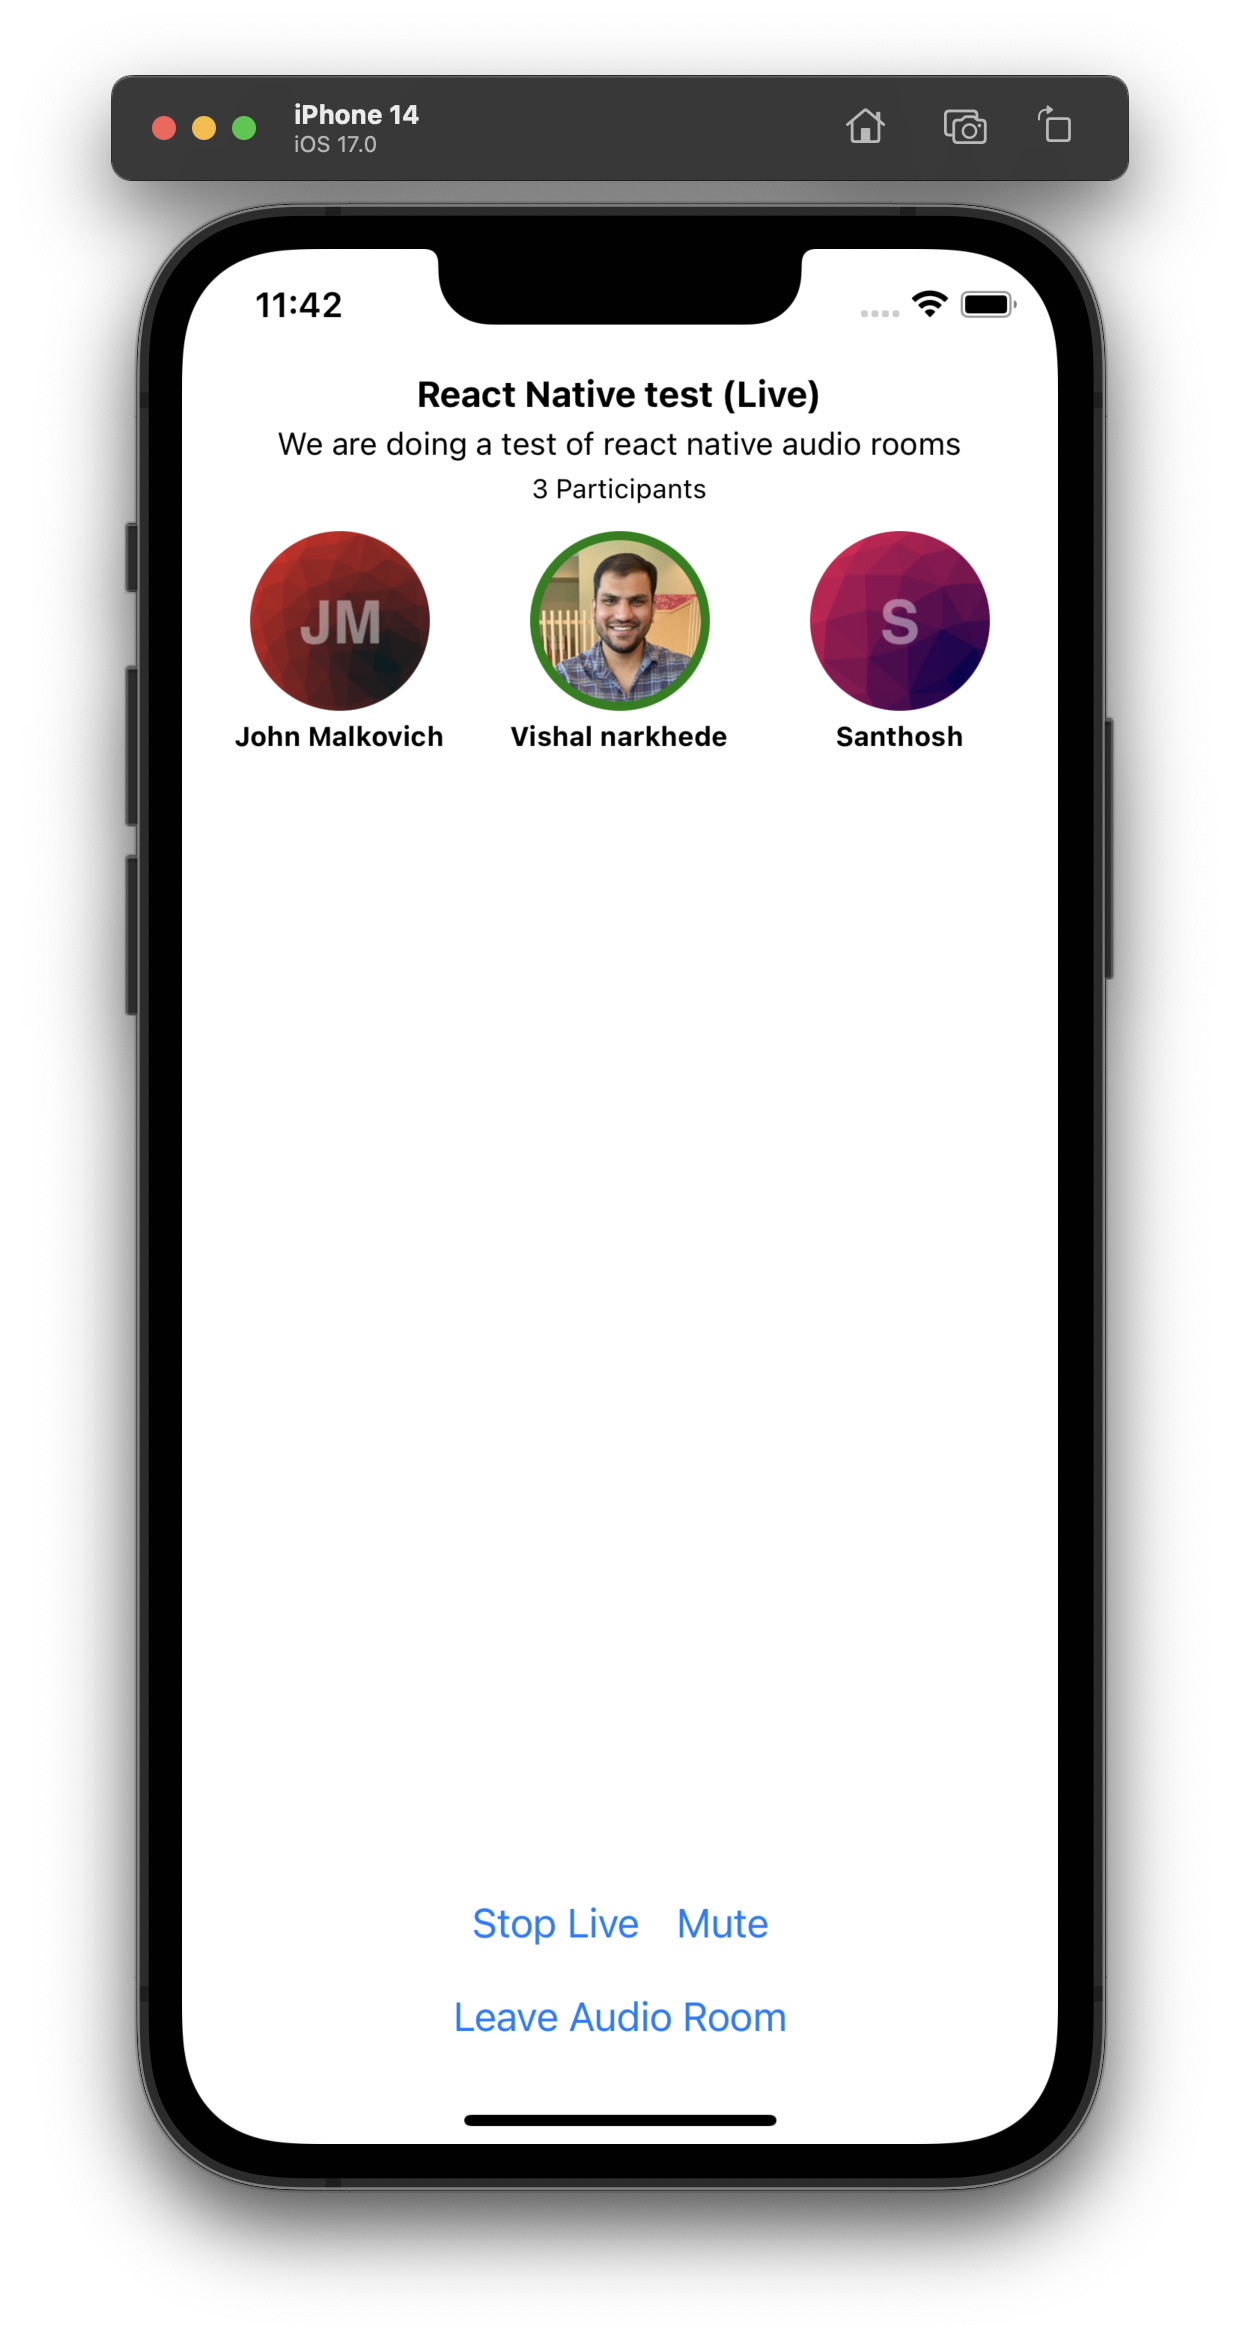 iPhone 14
iOS 17.0
11:42
React Native test (Live)
We are doing a test of react native audio rooms
3 Participants
JM
S
John Malkovich
Vishal narkhede
Santhosh
Stop Live
Mute
Leave Audio Room